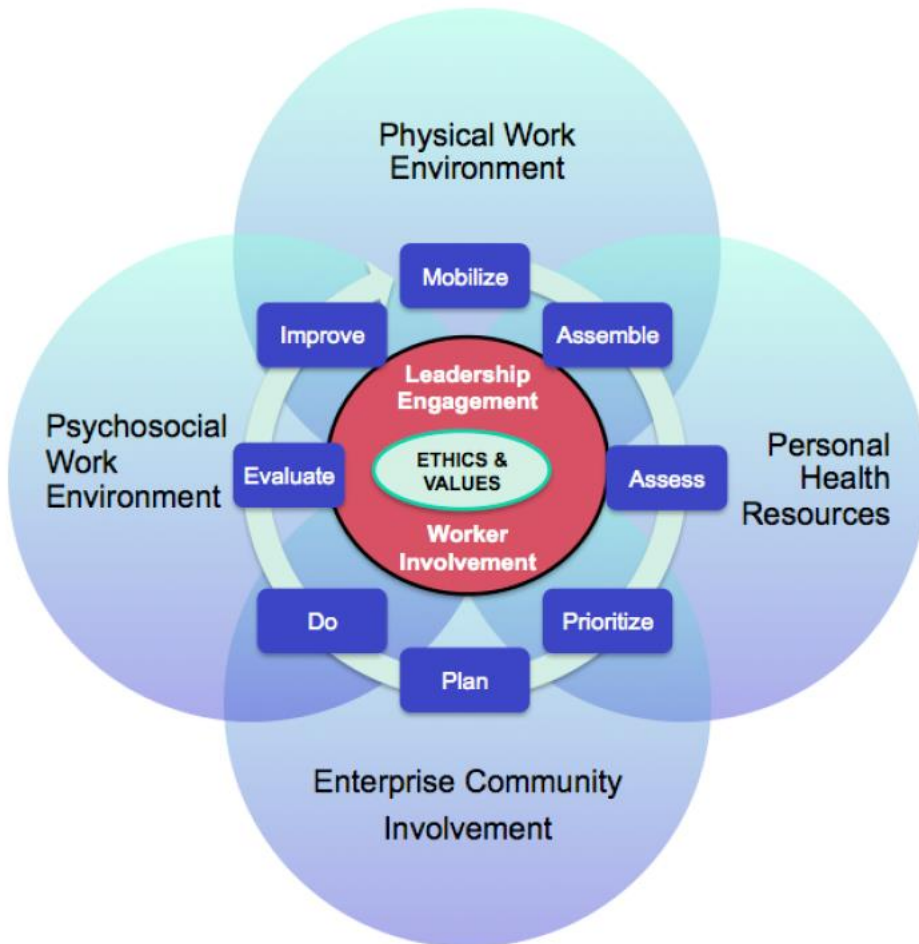 Physical Work
Environment
Mobilize
Improve
Assemble
Leadership
Engagement
Psychosocial
Work
Environment
Evaluate
ETHICS &
VALUES
Assess
Personal
Health
Resources
Worker
Involvement
Do
Prioritize
Plan
Enterprise Community
Involvement